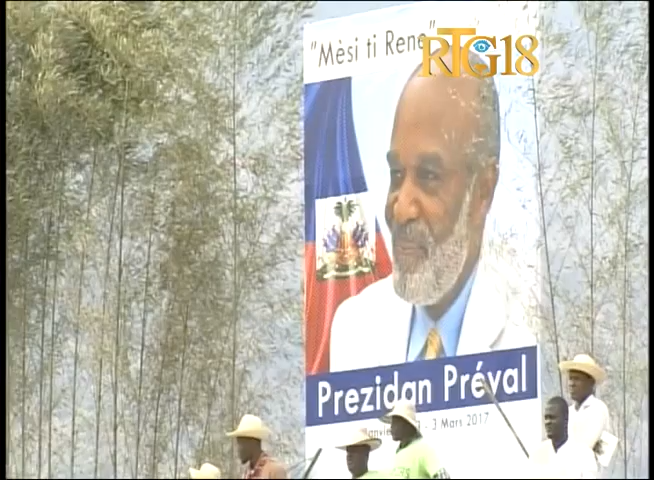 "Mèsi ti Rene"
RTG18
Prezidan Préval
3 Mars 2017